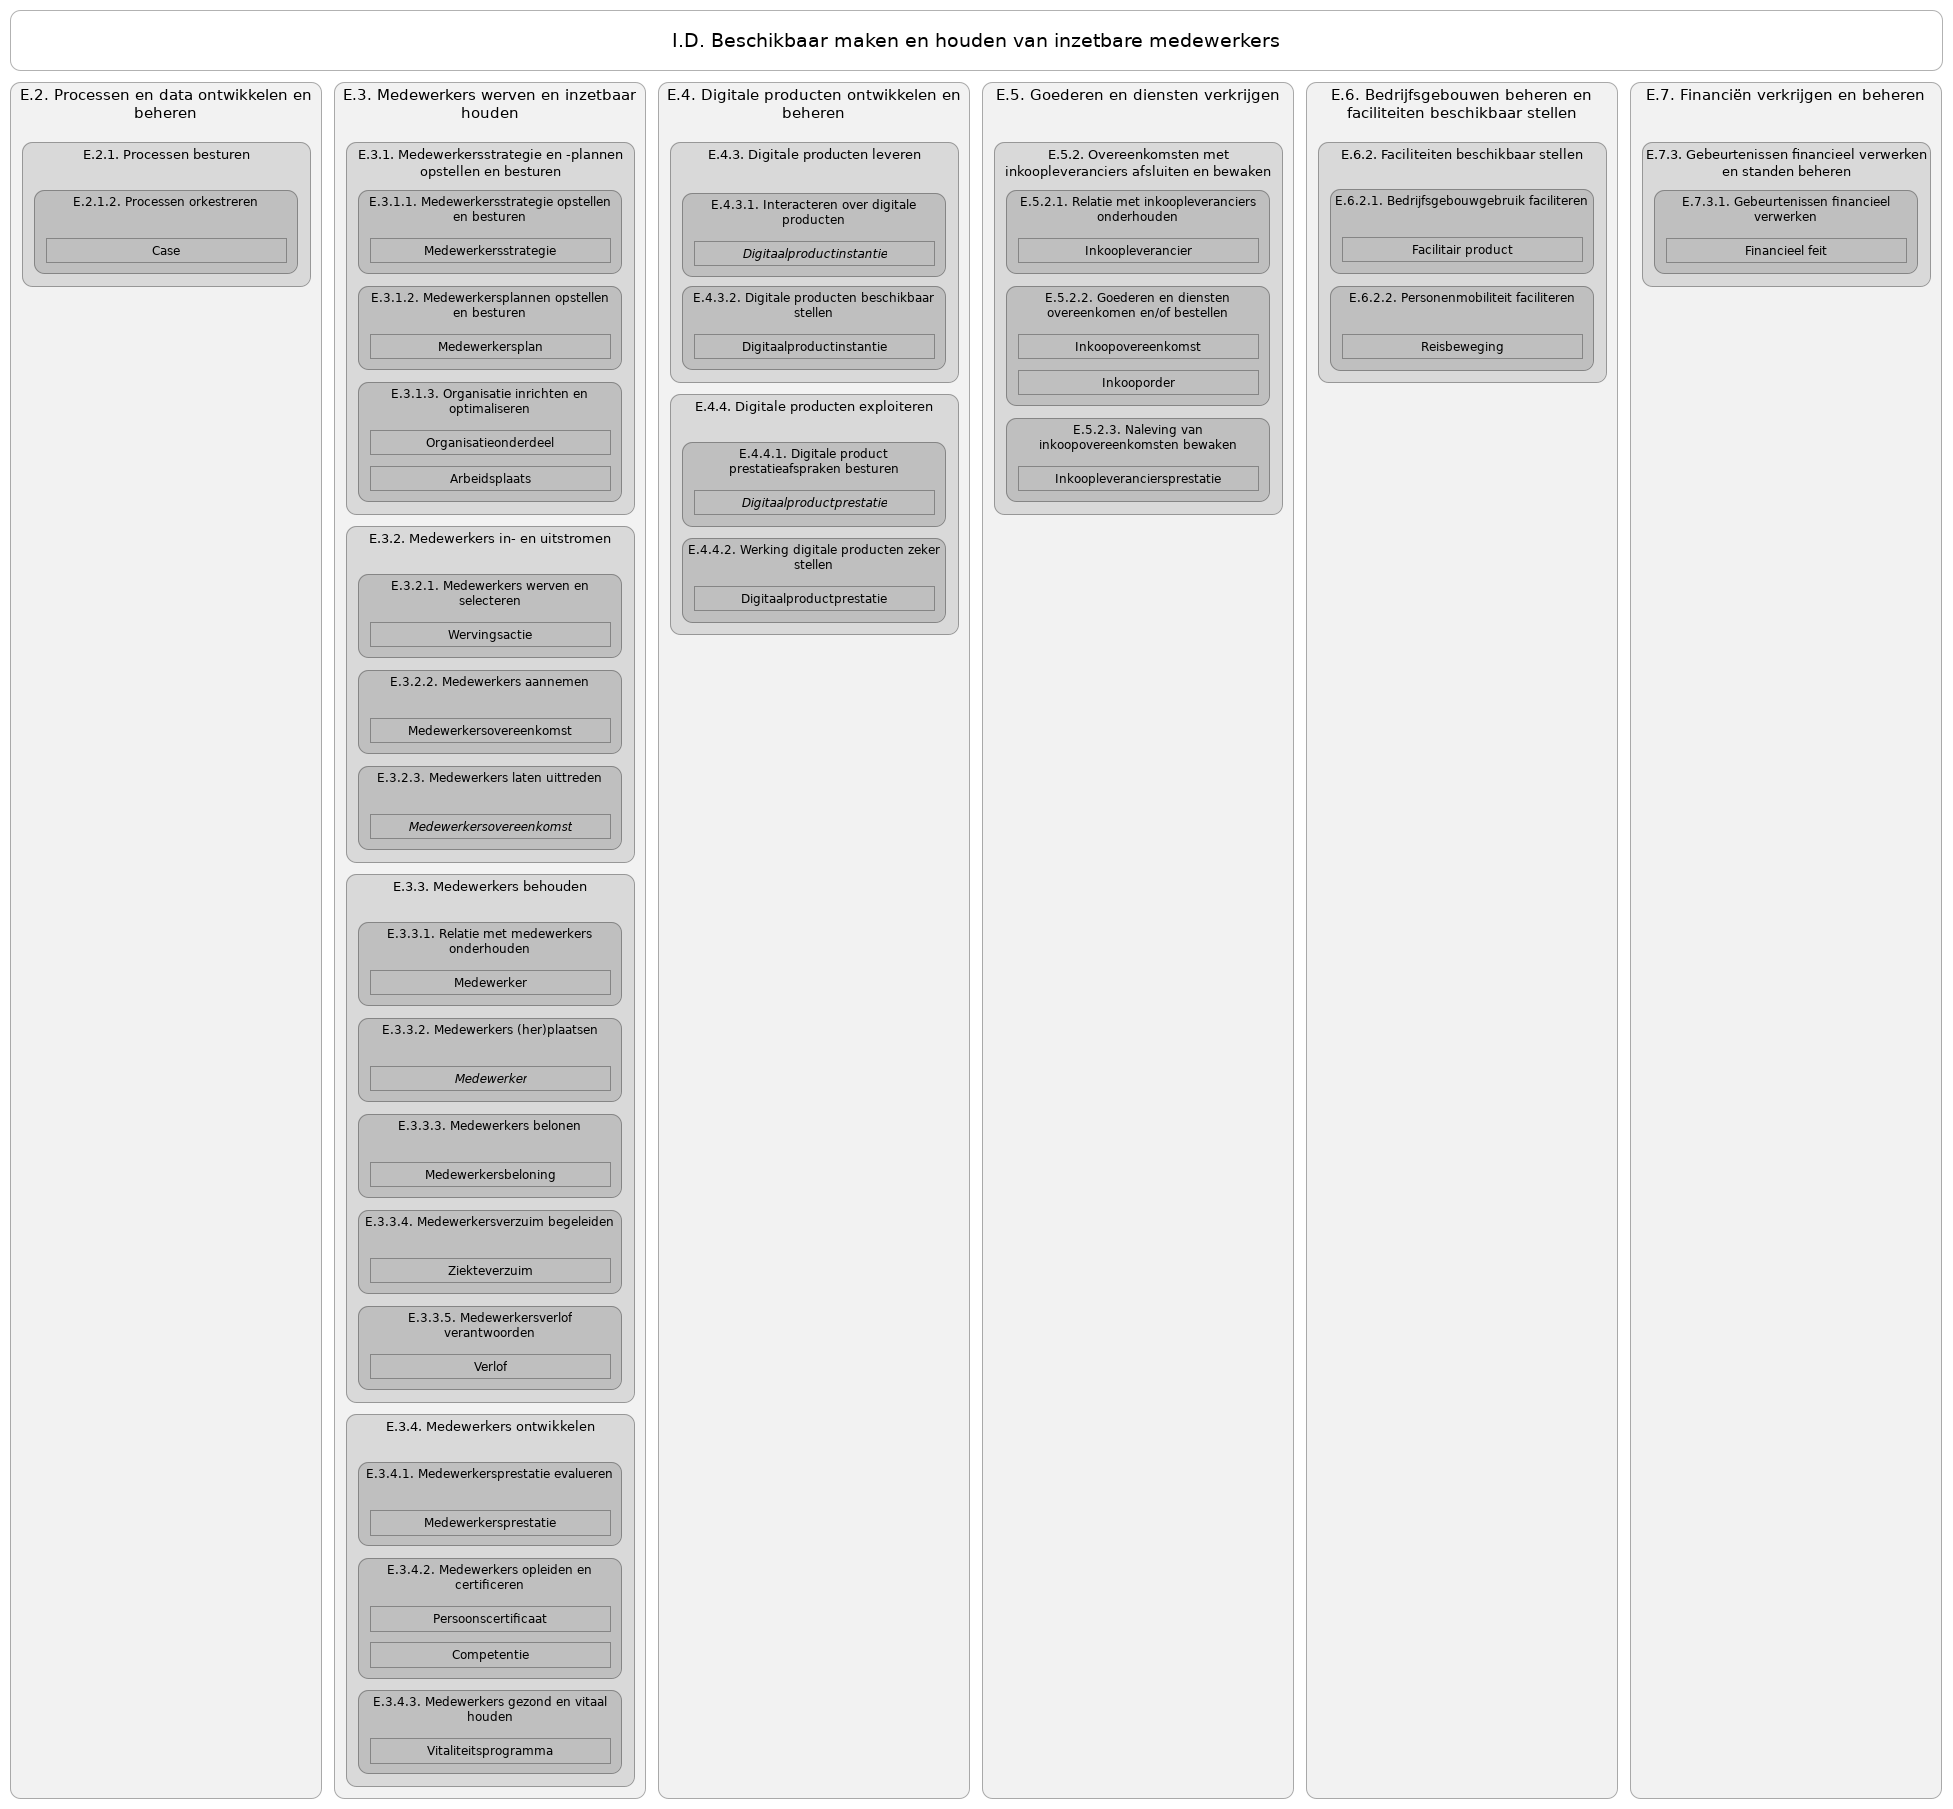 I.D. Beschikbaar maken en houden van inzetbare medewerkers
E.2. Processen en data ontwikkelen en
beheren
E.2.1. Processen besturen
E.2.1.2. Processen orkestreren
Case
E.3. Medewerkers werven en inzetbaar
houden
E.3.1. Medewerkersstrategie en -plannen
opstellen en besturen
E.3.1.1. Medewerkersstrategie opstellen
en besturen
Medewerkersstrategie
E.3.1.2. Medewerkersplannen opstellen
en besturen
Medewerkersplan
E.3.1.3. Organisatie inrichten en
optimaliseren
Organisatieonderdeel
Arbeidsplaats
E.3.2. Medewerkers in- en uitstromen
E.3.2.1. Medewerkers werven en
selecteren
Wervingsactie
E.3.2.2. Medewerkers aannemen
Medewerkersovereenkomst
E.3.2.3. Medewerkers laten uittreden
Medewerkersovereenkomst
E.3.3. Medewerkers behouden
E.3.3.1. Relatie met medewerkers
onderhouden
Medewerker
E.3.3.2. Medewerkers (her)plaatsen
Medewerker
E.3.3.3. Medewerkers belonen
Medewerkersbeloning
E.3.3.4. Medewerkersverzuim begeleiden
Ziekteverzuim
E.3.3.5. Medewerkersverlof
verantwoorden
Verlof
E.3.4. Medewerkers ontwikkelen
E.3.4.1. Medewerkersprestatie evalueren
Medewerkersprestatie
E.3.4.2. Medewerkers opleiden en
certificeren
Persoonscertificaat
Competentie
E.3.4.3. Medewerkers gezond en vitaal
houden
Vitaliteitsprogramma
E.4. Digitale producten ontwikkelen en
beheren
E.4.3. Digitale producten leveren
E.4.3.1. Interacteren over digitale
producten
Digitaalproductinstantie
E.4.3.2. Digitale producten beschikbaar
stellen
Digitaalproductinstantie
E.4.4. Digitale producten exploiteren
E.4.4.1. Digitale product
prestatieafspraken besturen
Digitaalproductprestatie
E.4.4.2. Werking digitale producten zeker
stellen
Digitaalproductprestatie
E.5. Goederen en diensten verkrijgen
E.5.2. Overeenkomsten met
inkoopleveranciers afsluiten en bewaken
E.5.2.1. Relatie met inkoopleveranciers
onderhouden
Inkoopleverancier
E.5.2.2. Goederen en diensten
overeenkomen en/of bestellen
Inkoopovereenkomst
Inkooporder
E.5.2.3. Naleving van
inkoopovereenkomsten bewaken
Inkoopleveranciersprestatie
E.6. Bedrijfsgebouwen beheren en
faciliteiten beschikbaar stellen
E.6.2. Faciliteiten beschikbaar stellen
E.6.2.1. Bedrijfsgebouwgebruik faciliteren
Facilitair product
E.6.2.2. Personenmobiliteit faciliteren
Reisbeweging
E.7. Financiën verkrijgen en beheren
E.7.3. Gebeurtenissen financieel verwerken
en standen beheren
E.7.3.1. Gebeurtenissen financieel
verwerken
Financieel feit